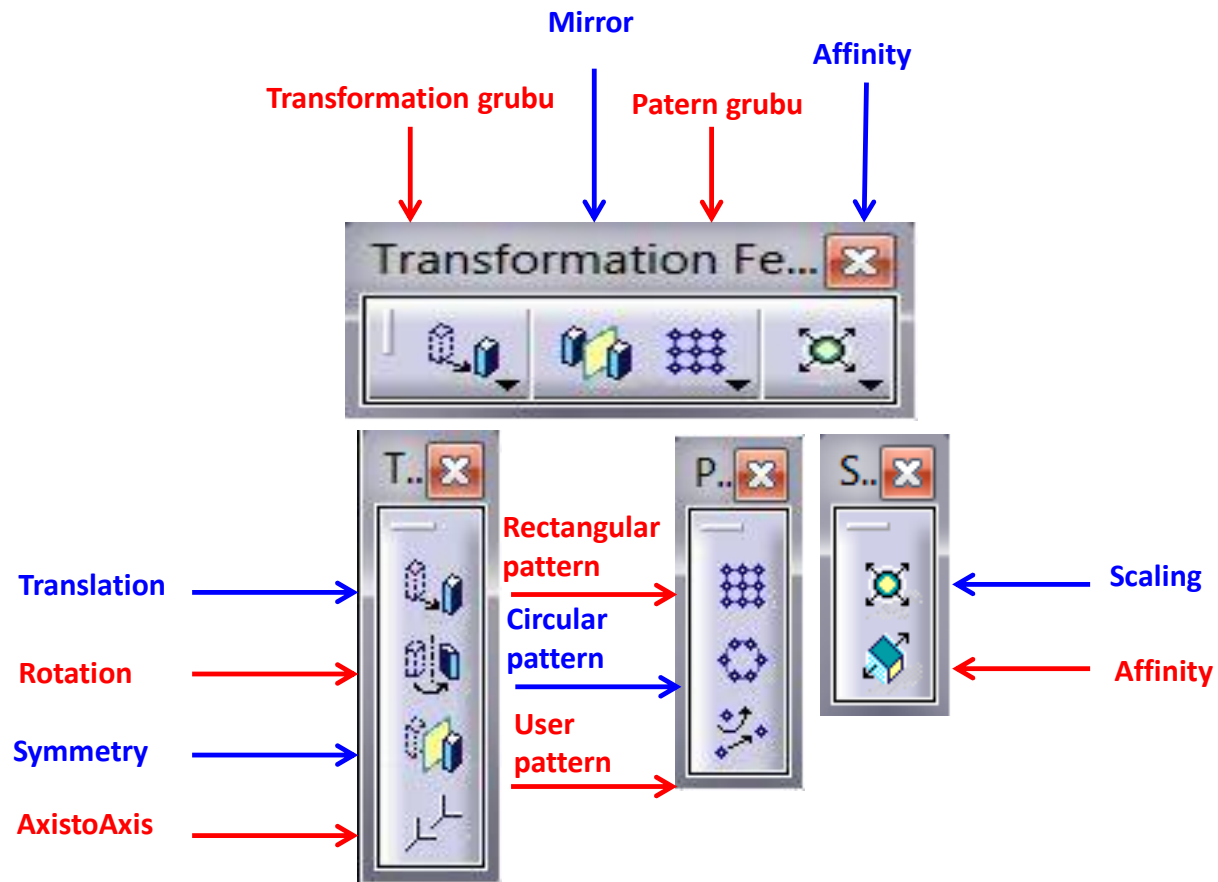 Mirror
Affinity
Transformation grubu
Patern grubu
Transformation Fe...
T..
P..
S..
Rectangular
pattern
Translation
Circular
pattern
Scaling
Rotation
Affinity
User
pattern
Symmetry
AxistoAxis